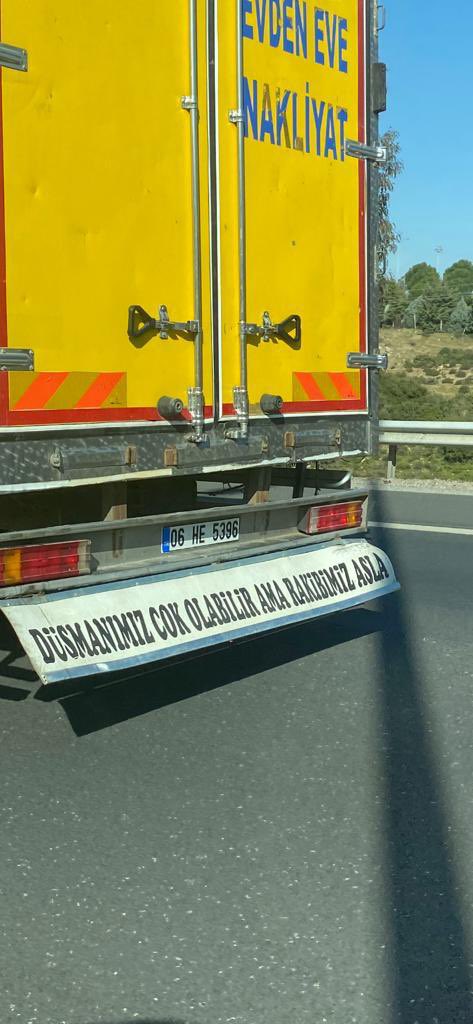 EVDEN EVE
NAKLİYAT
06 HE 5396
DÜSMANIMIZ COK OLABILIR AMA RAKIBIMIZ ASLA